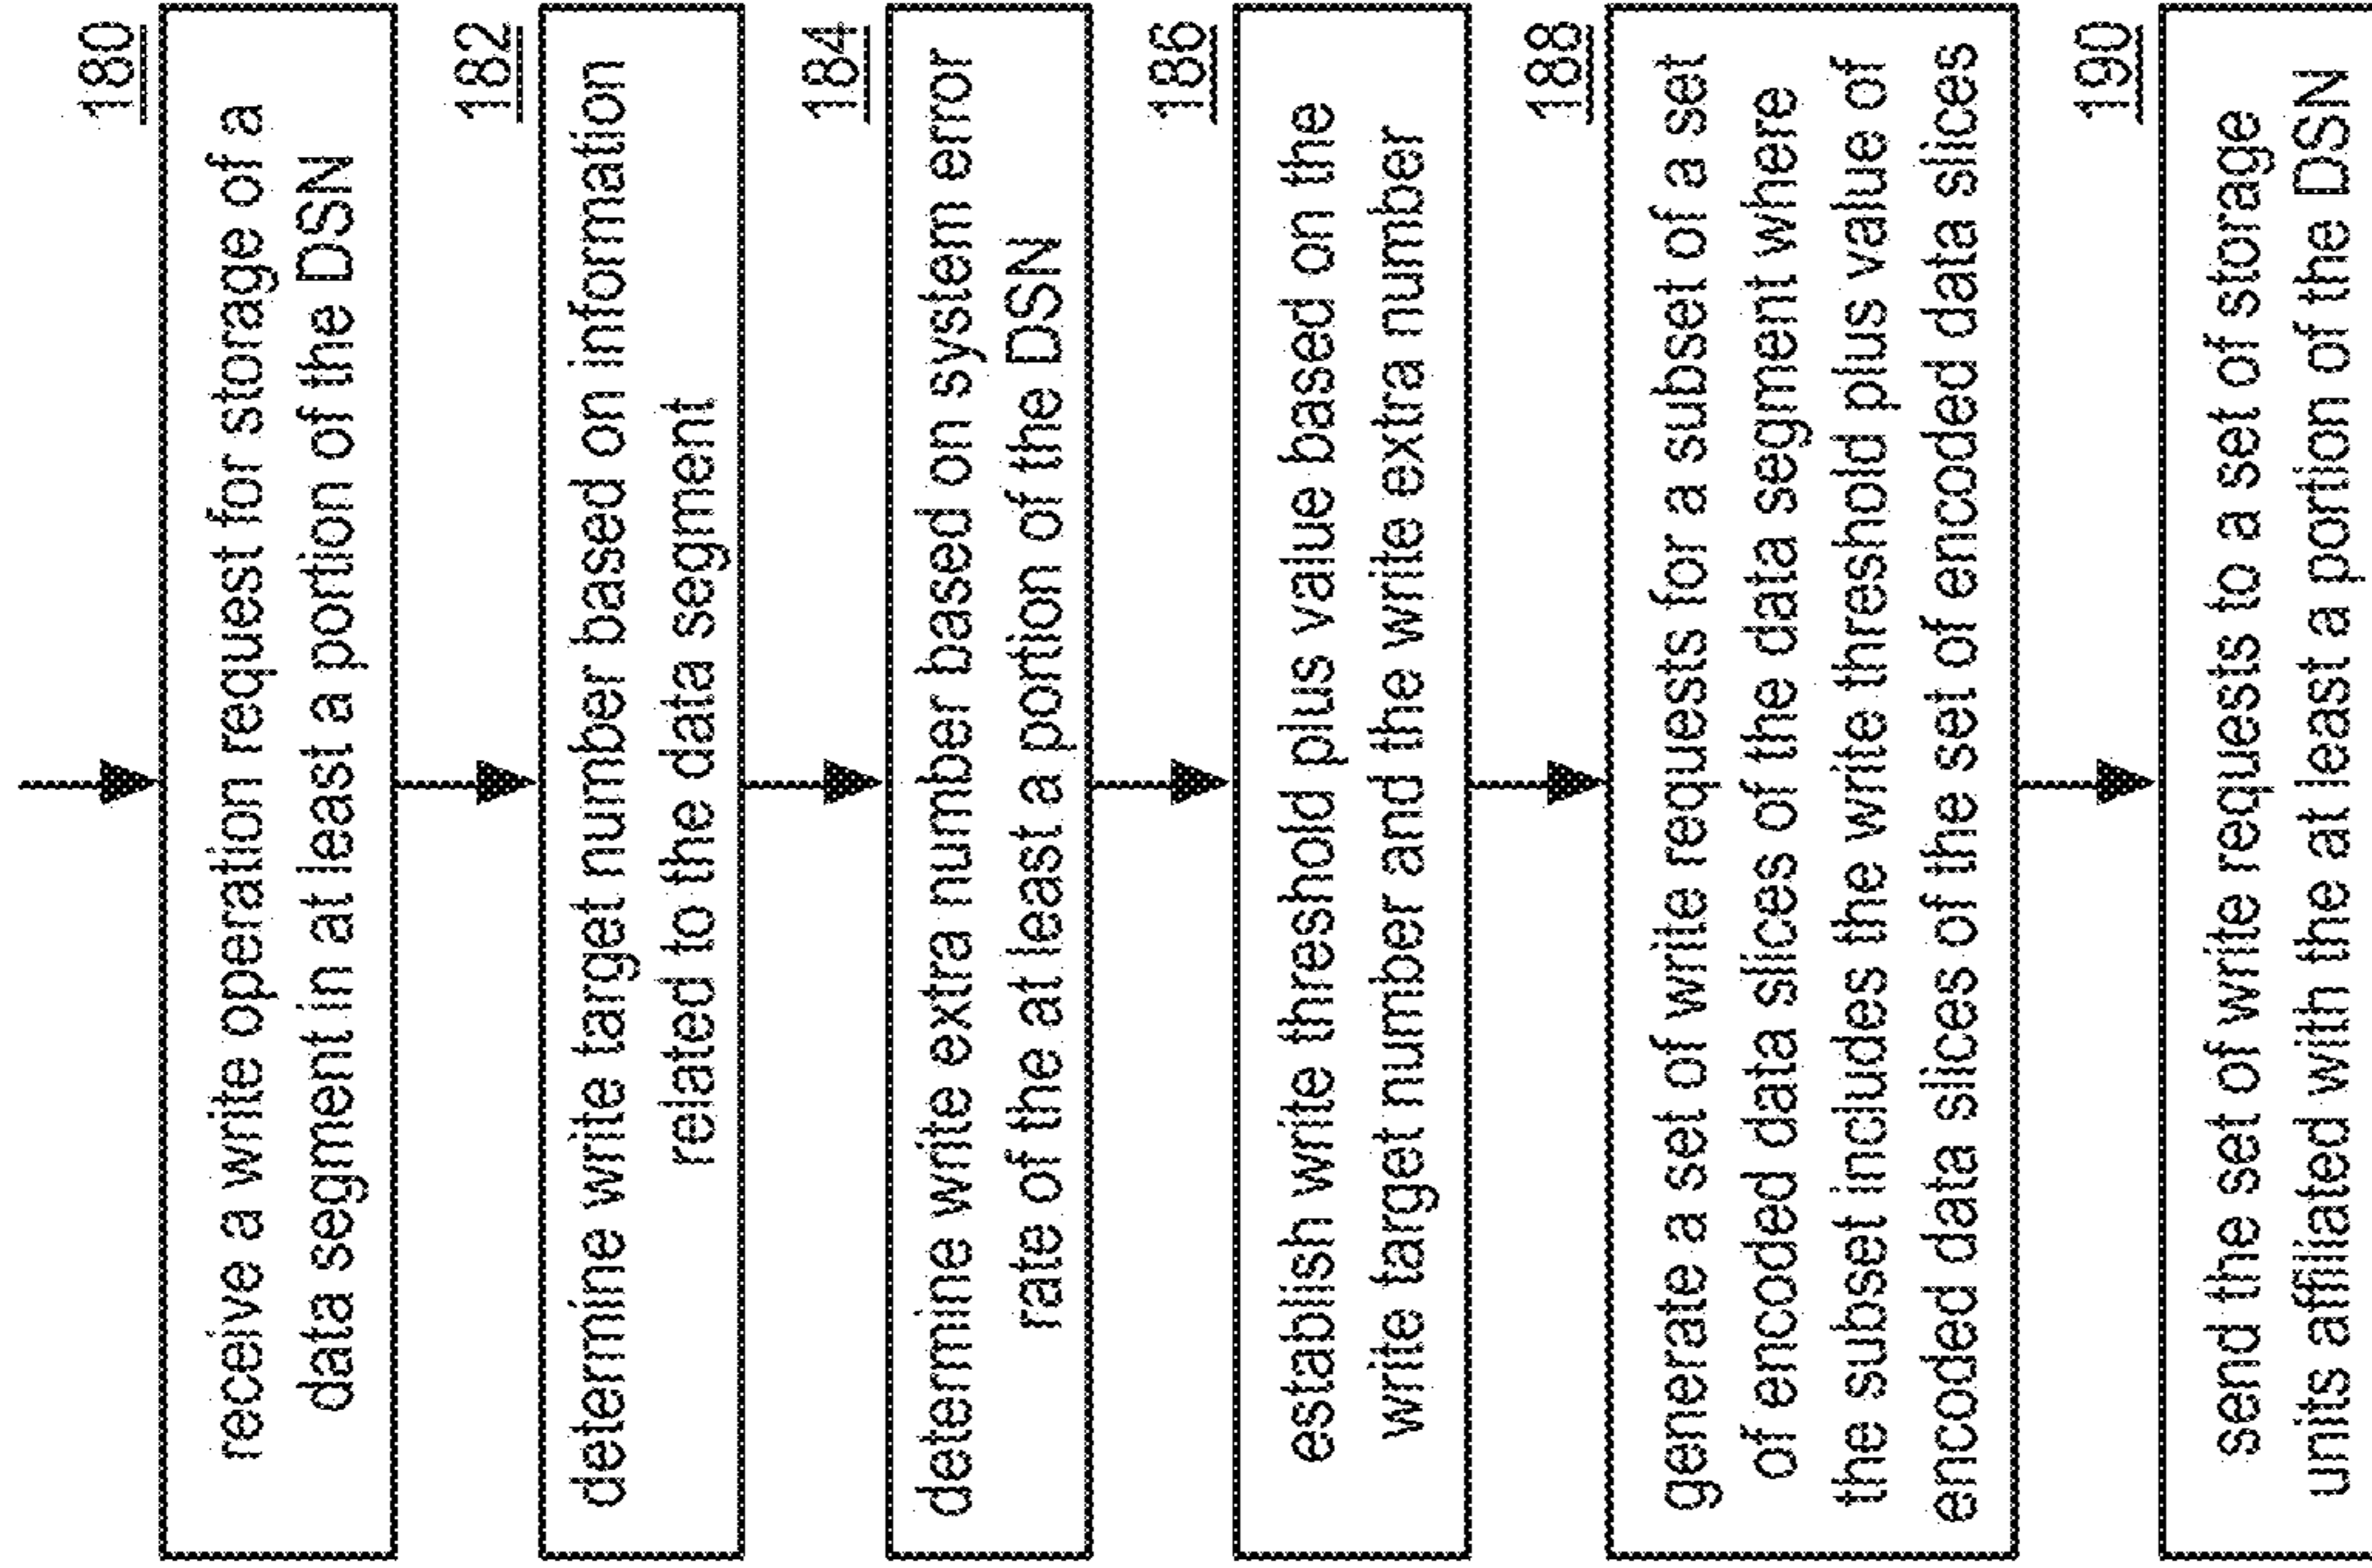 180
receive a write operation request for storage of a
data segment in at least a portion of the DSN
182
determine write target number based on information
related to the data segment
184
determine write extra number based on system error
rate of the at least a portion of the DSN
186
establish write threshold plus value based on the
write target number and the write extra number
188
generate a set of write requests for a subset of a set
of encoded data slices of the data segment where
the subset includes the write threshold plus value of
encoded data slices of the set of encoded data slices
190
send the set of write requests to a set of storage
units affiliated with the at least a portion of the DSN